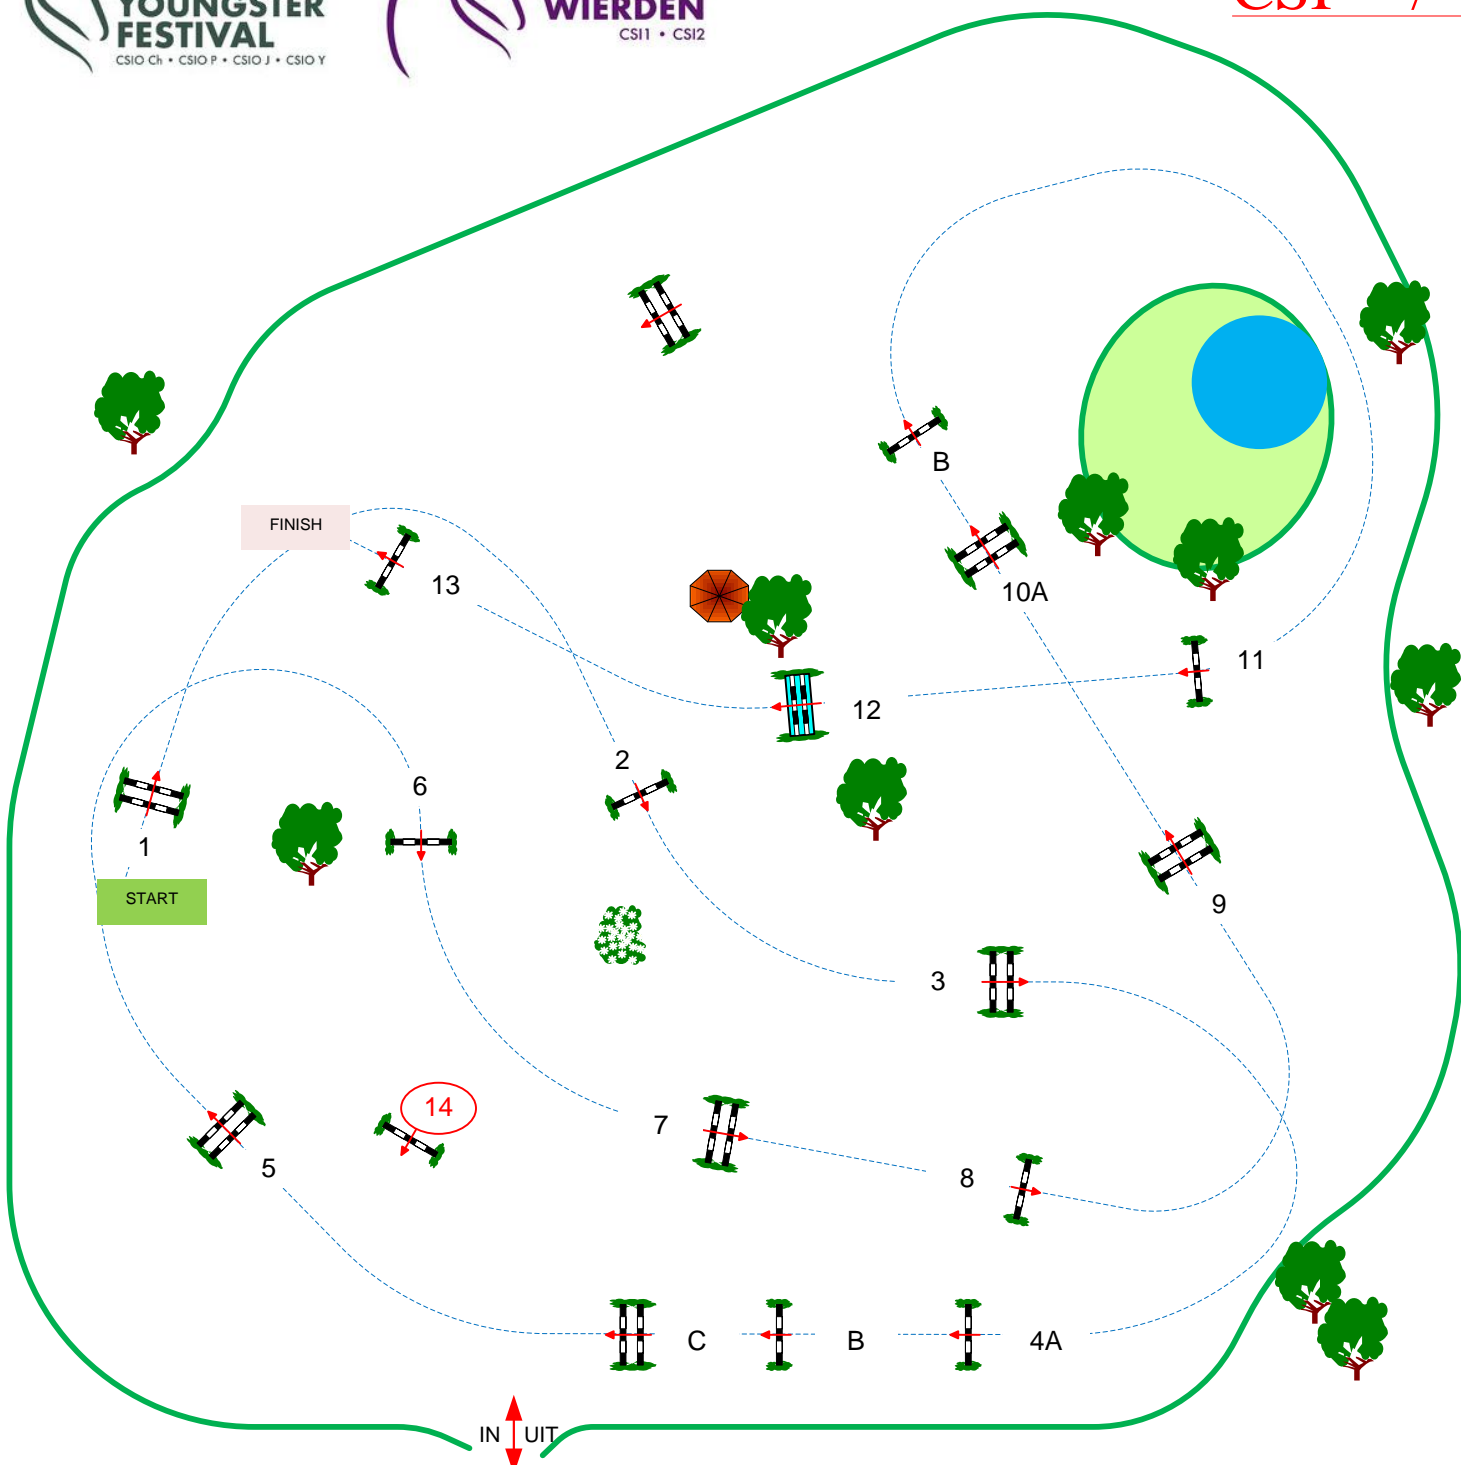 YOUNGSTER
FESTIVAL
CSIO Ch • CSIO P • CSIO J • CSIO Y
WIERDEN
CSI1 • CSI2
B
FINISH
13
10A
11
12
2
6
1
START
9
3
14
7
5
8
C
B
4A
IN
UIT